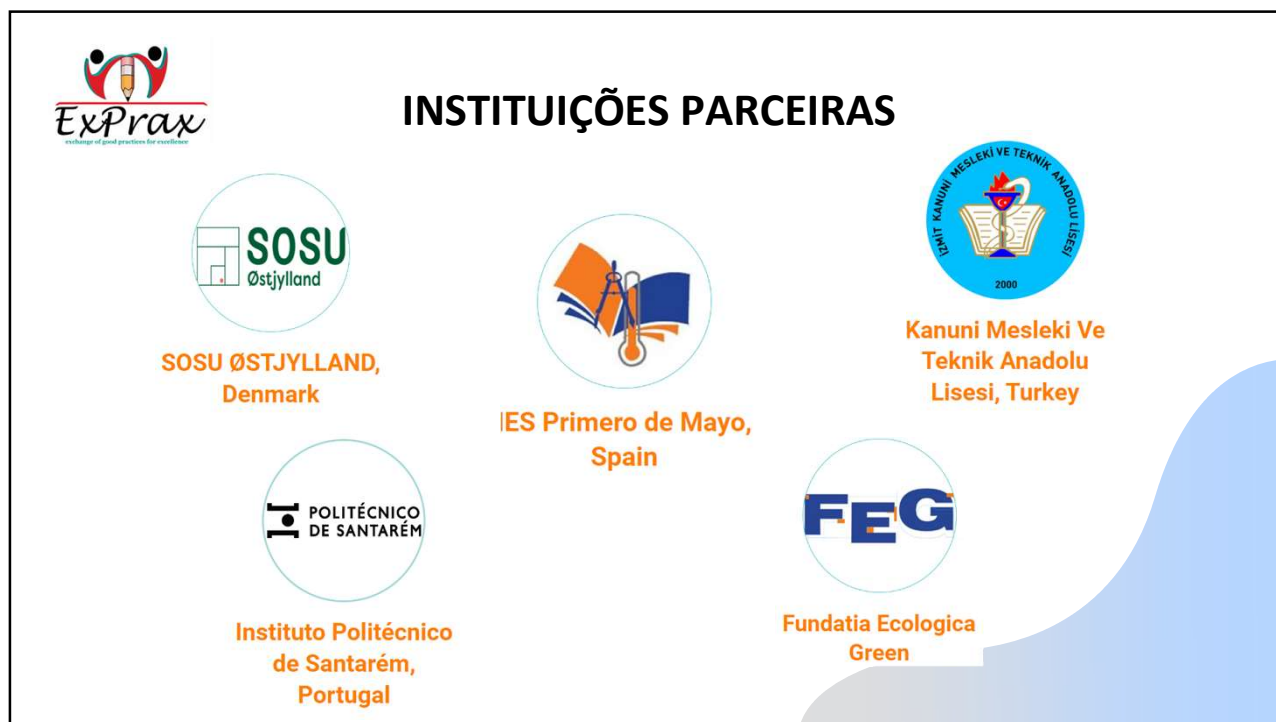 ExPrax
exchange of good practices for excellence
INSTITUIÇÕES PARCEIRAS
SOSU
Østjylland
SOSU ØSTJYLLAND,
Denmark
IES Primero de Mayo,
Spain
İZMİT KANUNİ MESLEKİ VE TEKNİK ANADOLU LİSESİ
2000
Kanuni Mesleki Ve
Teknik Anadolu
Lisesi, Turkey
POLITÉCNICO
DE SANTARÉM
Instituto Politécnico
de Santarém,
Portugal
FEG
Fundatia Ecologica
Green